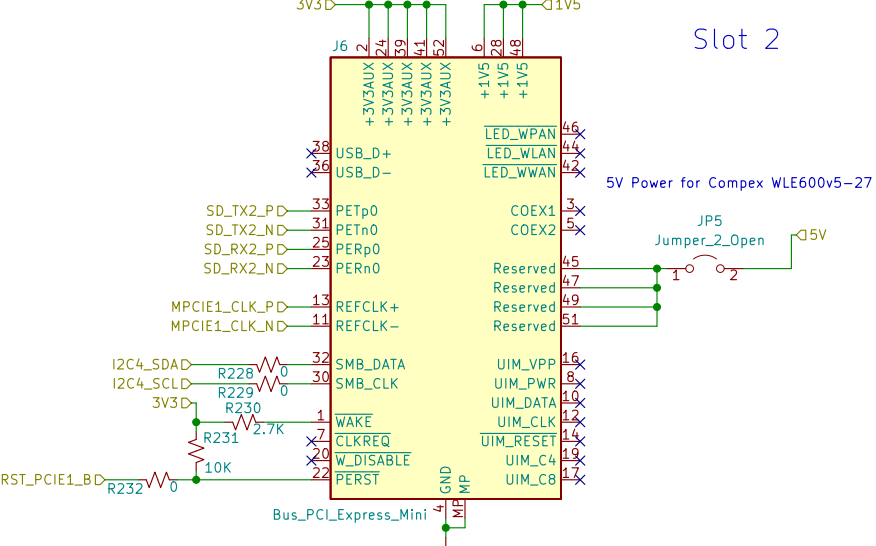 3V3
1V5
Slot 2
J6
2
24
39
41
52
6
28
48
+3V3AUX
+3V3AUX
+3V3AUX
+3V3AUX
+3V3AUX
+1V5
+1V5
+1V5
LED_WPAN 46
38 USB_D+
LED_WLAN 44
36 USB_D-
LED_WWAN 42
5V Power for Compex WLE600v5-27
SD_TX2_P 33 PETp0
COEX1 3
SD_TX2_N 31 PETn0
COEX2 5
JP5
Jumper_2_Open
5V
SD_RX2_P 25 PERp0
SD_RX2_N 23 PERn0
Reserved 45
1 2
Reserved 47
MPCIE1_CLK_P 13 REFCLK+
Reserved 49
MPCIE1_CLK_N 11 REFCLK-
Reserved 51
I2C4_SDA 32 SMB_DATA
R228 0
UIM_VPP 16
I2C4_SCL 30 SMB_CLK
R229 0
UIM_PWR 8
3V3
UIM_DATA 10
R230
2.7K
1 WAKE
UIM_CLK 12
R231
10K
7 CLKREQ
UIM_RESET 14
20 W_DISABLE
UIM_C4 19
RST_PCIE1_B
R232 0
22 PERST
UIM_C8 17
GND
MP
4
MP
Bus_PCI_Express_Mini